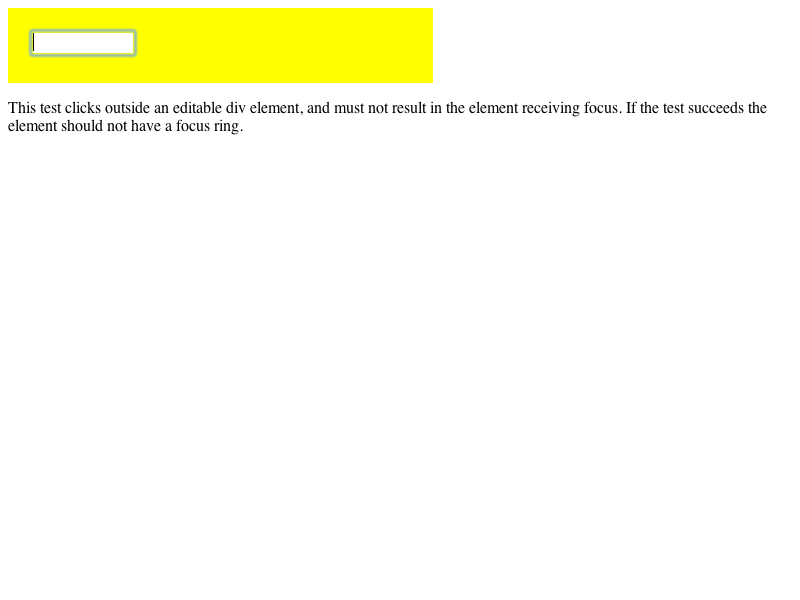 This test clicks outside an editable div element, and must not result in the element receiving focus. If the test succeeds the
element should not have a focus ring.